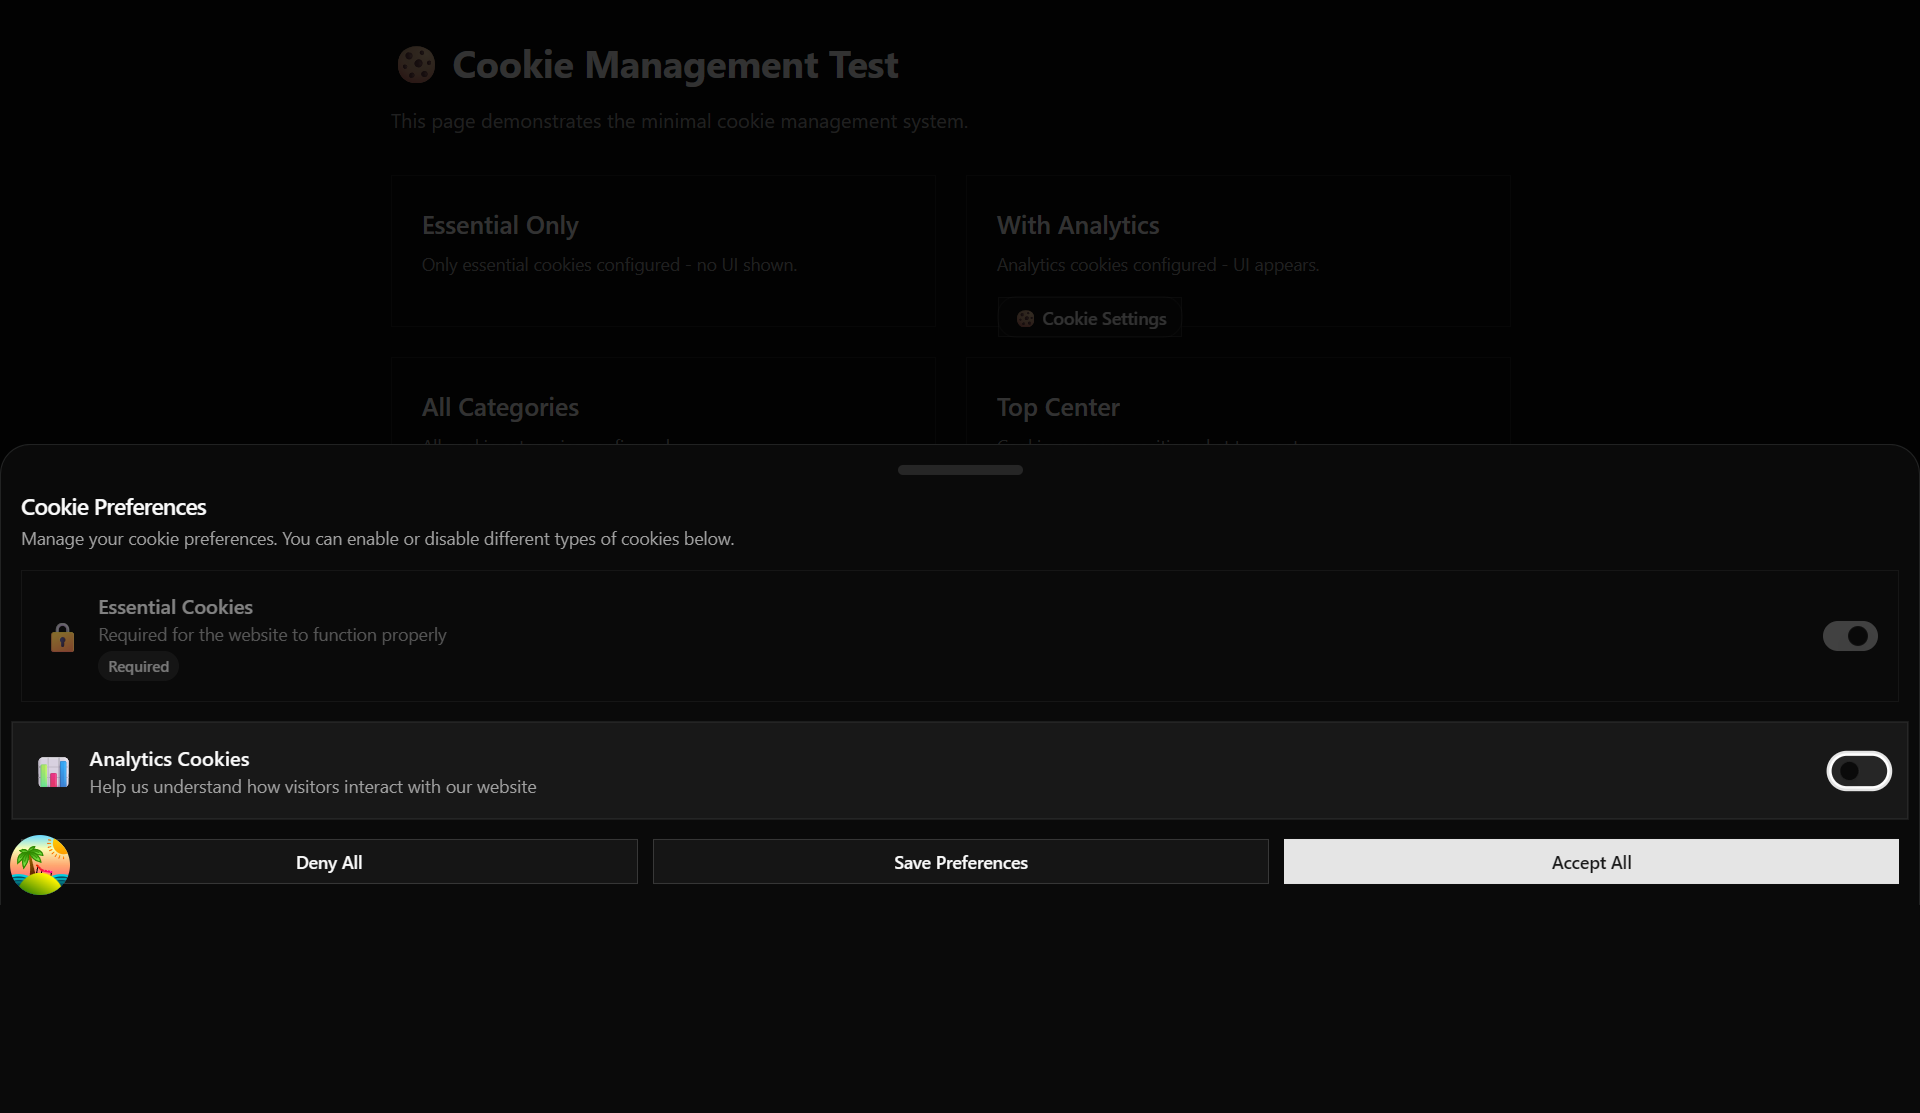 Cookie Management Test
This page demonstrates the minimal cookie management system.
Essential Only
Only essential cookies configured - no UI shown.
With Analytics
Analytics cookies configured - UI appears.
Cookie Settings
All Categories
Top Center
Cookie Preferences
Manage your cookie preferences. You can enable or disable different types of cookies below.
Essential Cookies
Required for the website to function properly
Required
Analytics Cookies
Help us understand how visitors interact with our website
Deny All
Save Preferences
Accept All